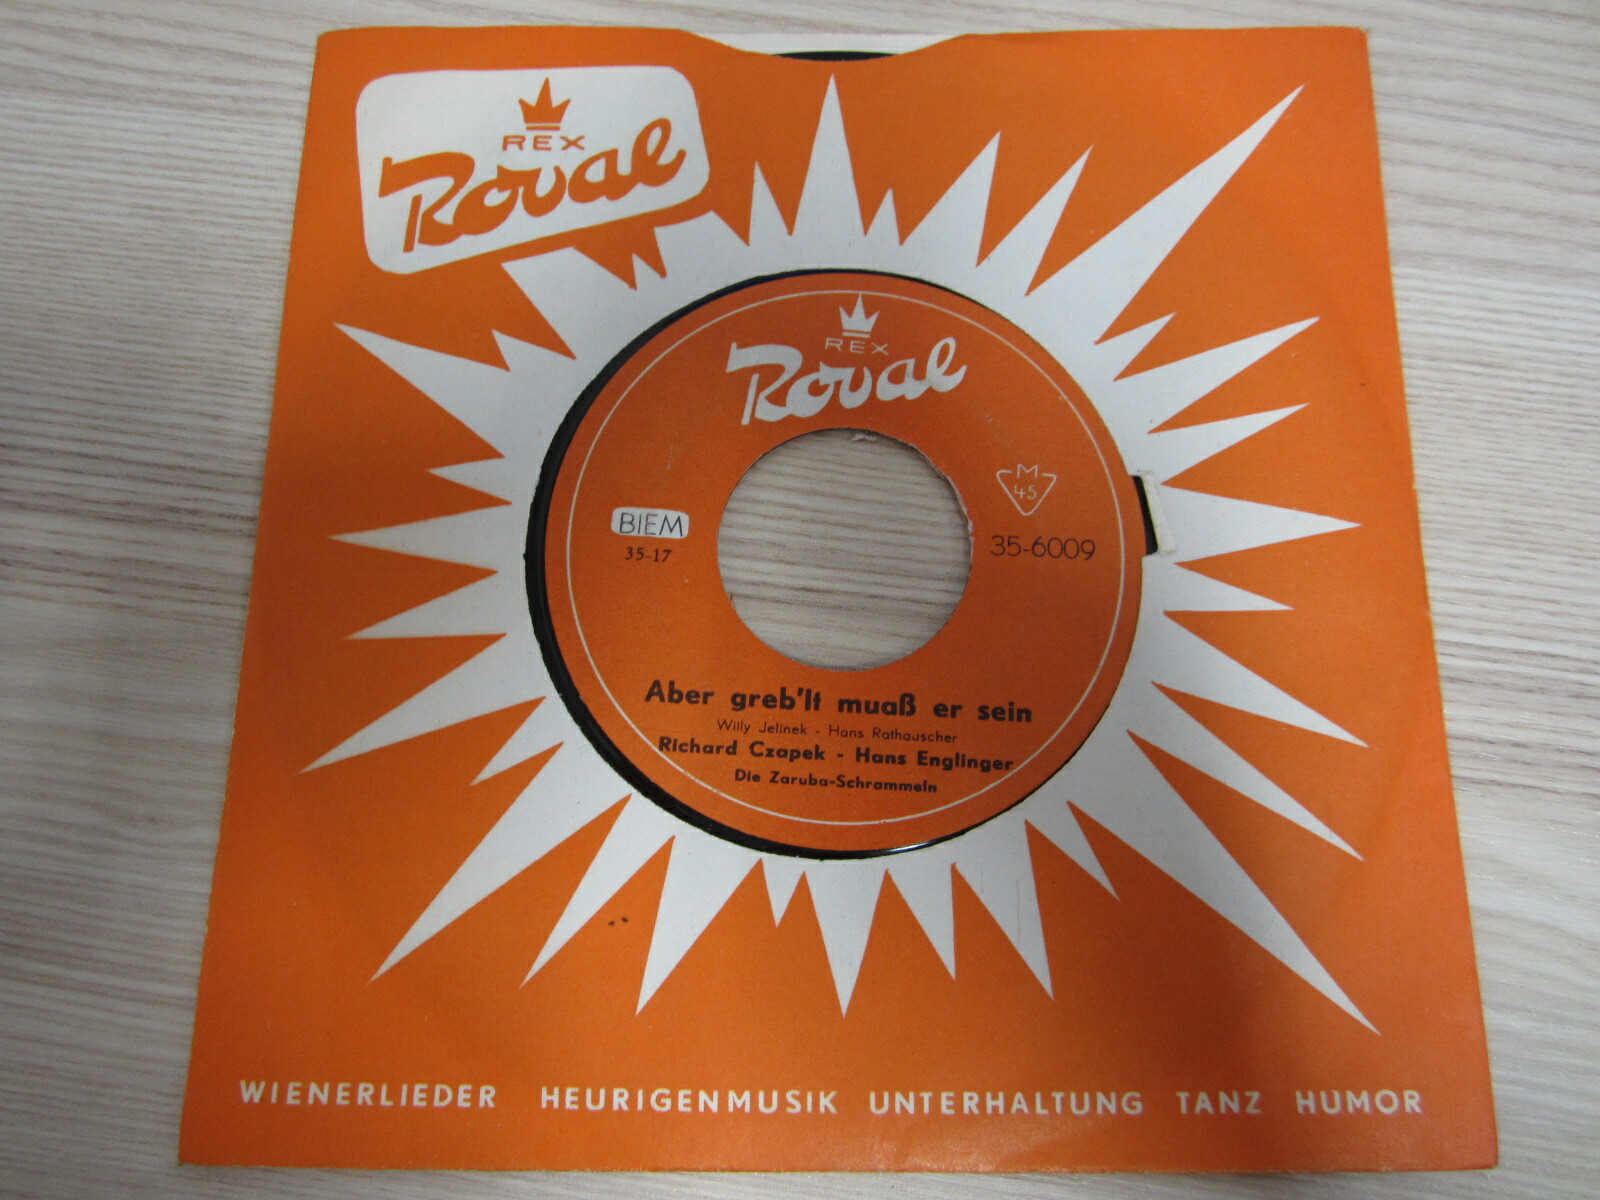 REX
Royal
REX
Royal
M
45
BIEM
35-17
35-6009
Aber greb'lt muaß er sein
Willy Jelinek - Hans Rathauscher
Richard Czapek - Hans Englinger
Die Zaruba-Schrammeln
WIENERLIEDER HEURIGENMUSIK UNTERHALTUNG TANZ HUMOR